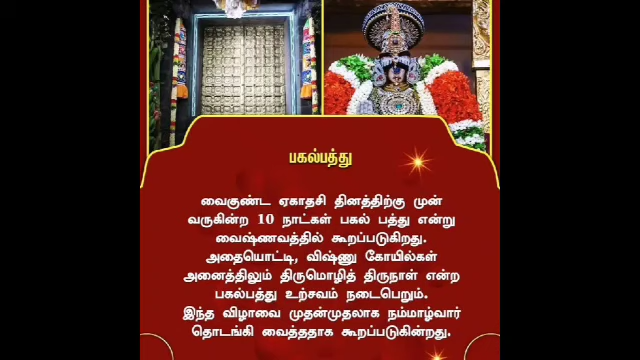 பகல்பத்து
வைகுண்ட ஏகாதசி தினத்திற்கு முன்
வருகின்ற 10 நாட்கள் பகல் பத்து என்று
வைஷ்ணவத்தில் கூறப்படுகிறது.
அதையொட்டி, விஷ்ணு கோயில்கள்
அனைத்திலும் திருமொழித் திருநாள் என்ற
பகல்பத்து உற்சவம் நடைபெறும்.
இந்த விழாவை முதன்முதலாக நம்மாழ்வார்
தொடங்கி வைத்ததாக கூறப்படுகின்றது.